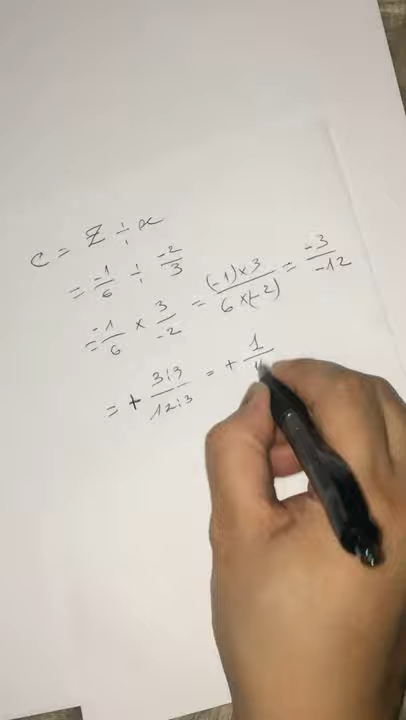 C = Z ÷ x
= -1/6 ÷ -2/3
= -1/6 × 3/-2 = (-1)×3/6×(-2) = -3/-12
= + 3÷3/12÷3 = + 1/4